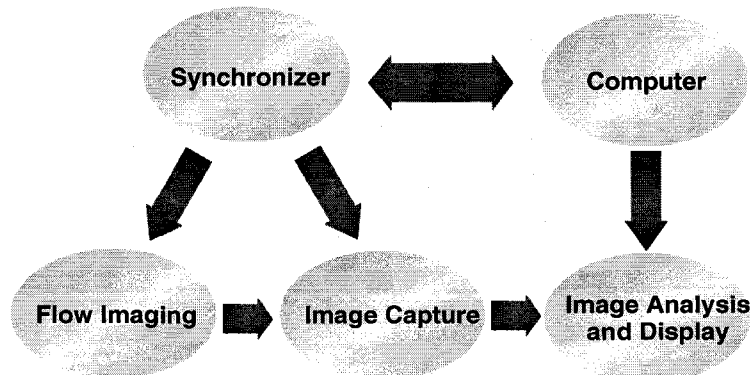 Synchronizer
Computer
Flow Imaging
Image Capture
Image Analysis
and Display